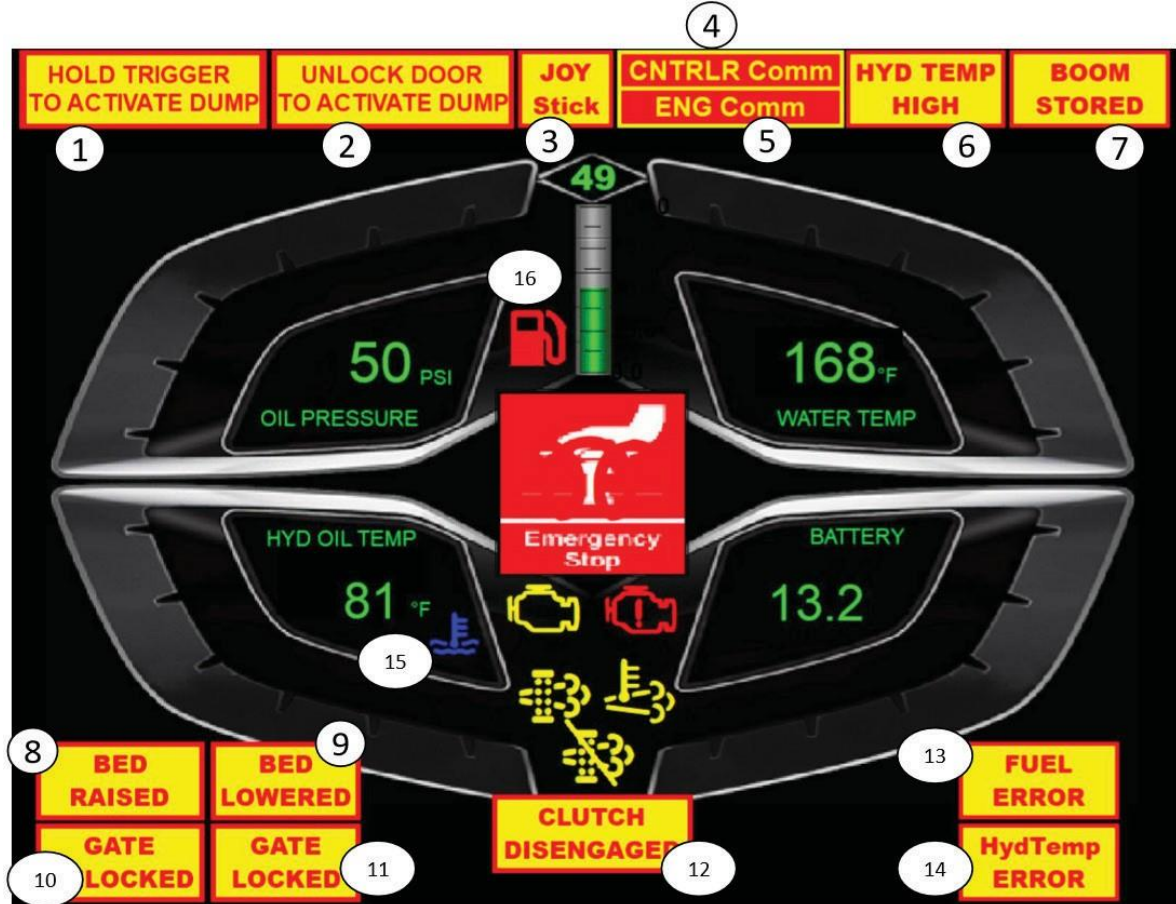 4
HOLD TRIGGER
TO ACTIVATE DUMP
UNLOCK DOOR
TO ACTIVATE DUMP
JOY
Stick
CNTRLR Comm
ENG Comm
HYD TEMP
HIGH
BOOM
STORED
1
2
3
5
6
7
49
16
50 PSI
OIL PRESSURE
168°F
WATER TEMP
Emergency
Stop
HYD OIL TEMP
81 °F
BATTERY
13.2
15
8
BED
RAISED
9
BED
LOWERED
10
GATE
LOCKED
GATE
LOCKED
11
CLUTCH
DISENGAGED
12
13
FUEL
ERROR
14
HydTemp
ERROR